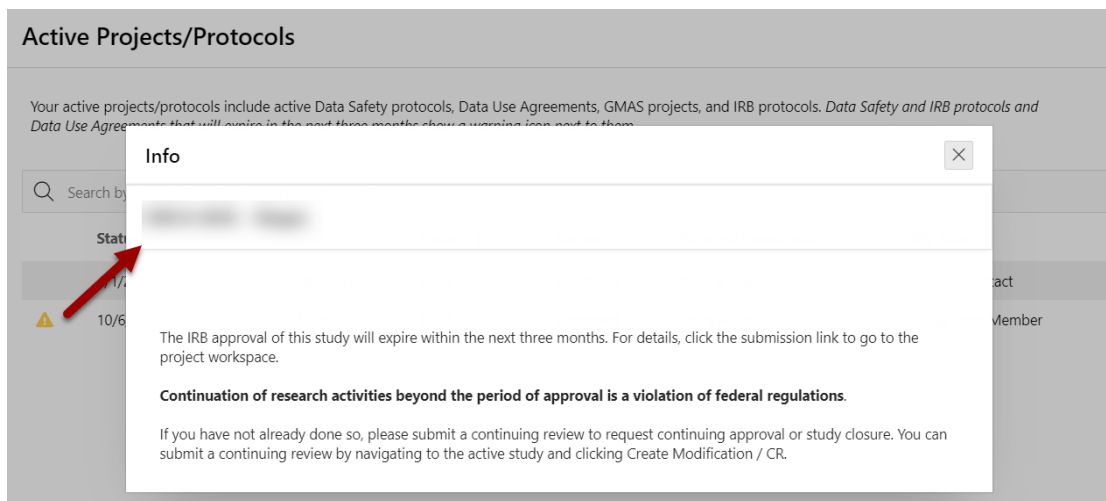 Active Projects/Protocols
Your active projects/protocols include active Data Safety protocols, Data Use Agreements, GMAS projects, and IRB protocols. Data Safety and IRB protocols and
Data Use Agreements that will expire in the next three months show a warning icon next to them.
Info
Search by
Stat
10/6
Member
The IRB approval of this study will expire within the next three months. For details, click the submission link to go to the
project workspace.
Continuation of research activities beyond the period of approval is a violation of federal regulations.
If you have not already done so, please submit a continuing review to request continuing approval or study closure. You can
submit a continuing review by navigating to the active study and clicking Create Modification / CR.